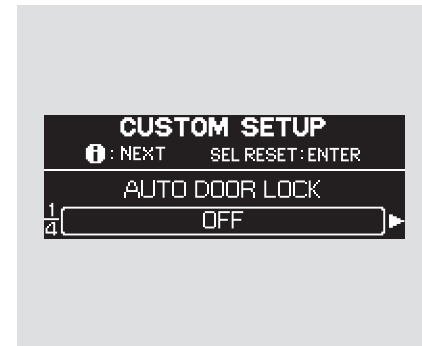 CUSTOM SETUP
i : NEXT SEL RESET : ENTER
AUTO DOOR LOCK
1/4 OFF